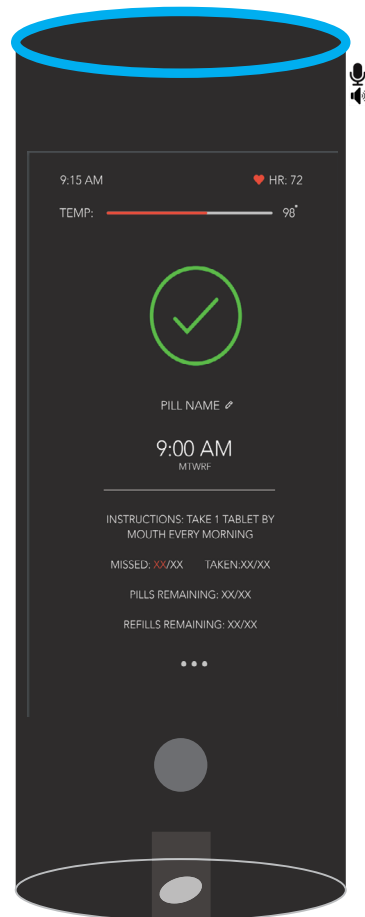 9:15 AM HR: 72
TEMP: 98°
PILL NAME
9:00 AM
MTWRF
INSTRUCTIONS: TAKE 1 TABLET BY
MOUTH EVERY MORNING
MISSED: XX/XX TAKEN:XX/XX
PILLS REMAINING: XX/XX
REFILLS REMAINING: XX/XX